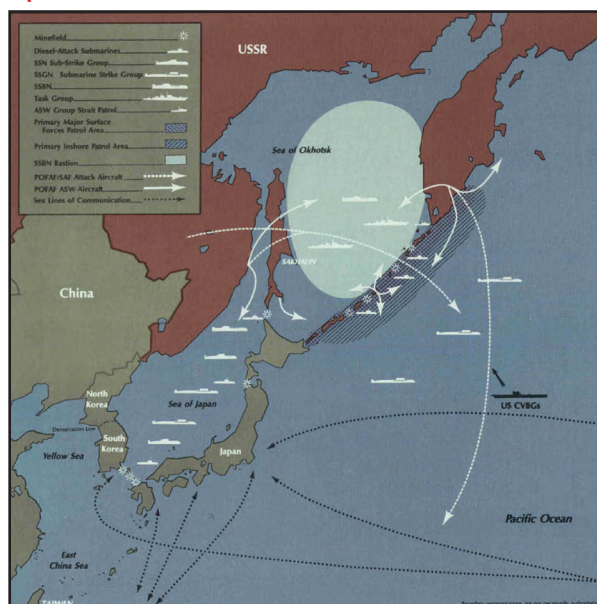 Minefield
Diesel-Attack Submarines
SSN Sub-Strike Group
SSGN Submarine Strike Group
SSBN
Task Group
ASW Group Strait Patrol
Primary Major Surface
Forces Patrol Area
Primary Inshore Patrol Area
SSBN Bastion
POFAF/SAF Attack Aircraft
POFAF ASW Aircraft
Sea Lines of Communication
USSR
Sea of Okhotsk
SAKHALIN
China
North
Korea
Demarcation Line
South
Korea
Sea of Japan
Japan
US CVBGs
Yellow Sea
Pacific Ocean
East
China Sea
TAIWAN